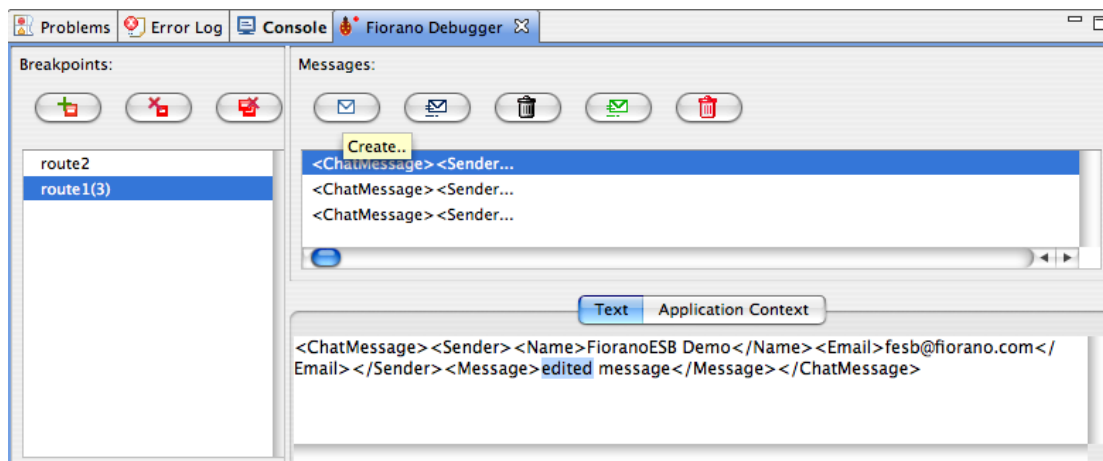 Problems Error Log Console Fiorano Debugger
Breakpoints:
Messages:
Create..
route2
route1(3)
<ChatMessage><Sender...
<ChatMessage><Sender...
<ChatMessage><Sender...
Text Application Context
<ChatMessage><Sender><Name>FioranoESB Demo</Name><Email>fesb@fiorano.com</
Email></Sender><Message>edited message</Message></ChatMessage>